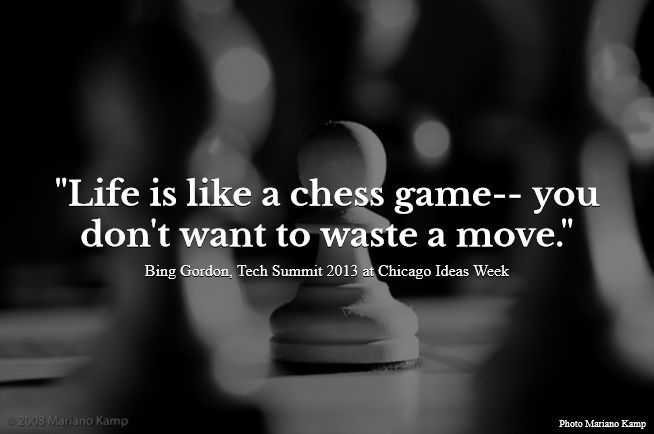 "Life is like a chess game-- you
don't want to waste a move."
Bing Gordon, Tech Summit 2013 at Chicago Ideas Week
© 2008 Mariano Kamp
Photo Mariano Kamp